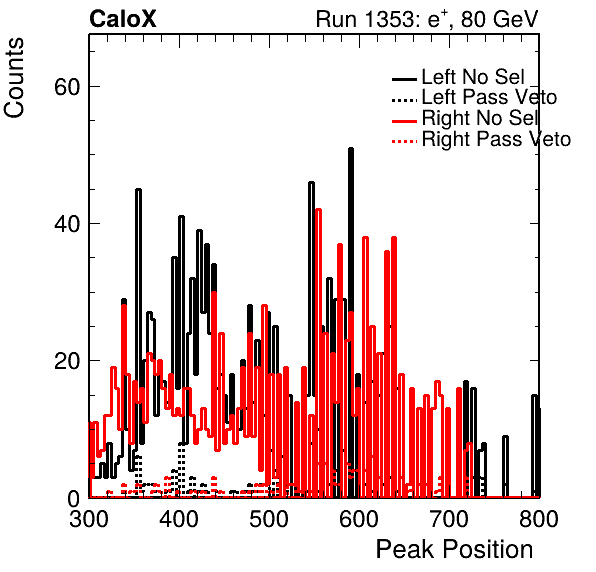 CaloX Run 1353: e+, 80 GeV
Counts
60
40
20
0
Left No Sel
Left Pass Veto
Right No Sel
Right Pass Veto
300 400 500 600 700 800
Peak Position